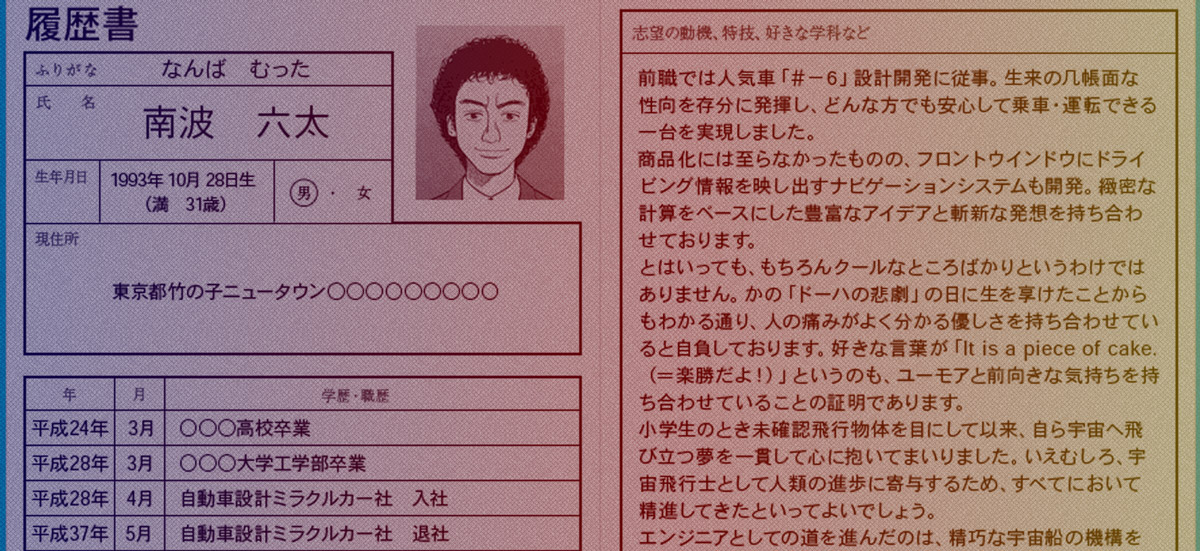 履歴書
ふりがな なんば むった
氏 名 南波 六太
生年月日 1993年 10月 28日生
(満 31歳)
男 ・ 女
現住所
東京都竹の子ニュータウン〇〇〇〇〇〇〇〇〇
年 月 学歴・職歴
平成24年 3月 〇〇〇高校卒業
平成28年 3月 〇〇〇大学工学部卒業
平成28年 4月 自動車設計ミラクルカー社 入社
平成37年 5月 自動車設計ミラクルカー社 退社
志望の動機、特技、好きな学科など
前職では人気車「#-6」設計開発に従事。生来の几帳面な
性向を存分に発揮し、どんな方でも安心して乗車・運転できる
一台を実現しました。
商品化には至らなかったものの、フロントウインドウにドライ
ビング情報を映し出すナビゲーションシステムも開発。緻密な
計算をベースにした豊富なアイデアと斬新な発想を持ち合わ
せております。
とはいっても、もちろんクールなところばかりというわけでは
ありません。かの「ドーハの悲劇」の日に生を享けたことから
もわかる通り、人の痛みがよく分かる優しさを持ち合わせてい
ると自負しております。好きな言葉が「It is a piece of cake.
(=楽勝だよ!)」というのも、ユーモアと前向きな気持ちを持
ち合わせていることの証明であります。
小学生のとき未確認飛行物体を目にして以来、自ら宇宙へ飛
び立つ夢を一貫して心に抱いてまいりました。いえむしろ、宇
宙飛行士として人類の進歩に寄与するため、すべてにおいて
精進してきたといってよいでしょう。
エンジニアとしての道を進んだのは、精巧な宇宙船の機構を